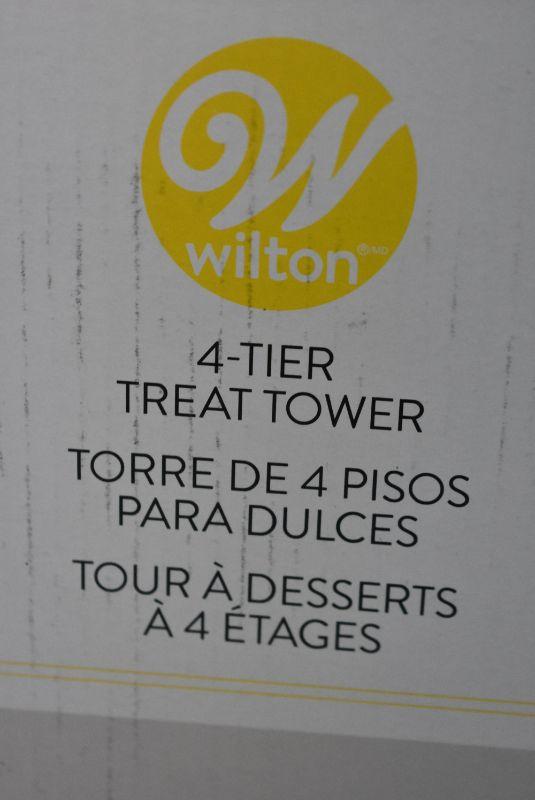 W
wilton
® MD
4-TIER
TREAT TOWER
TORRE DE 4 PISOS
PARA DULCES
TOUR À DESSERTS
À 4 ÉTAGES